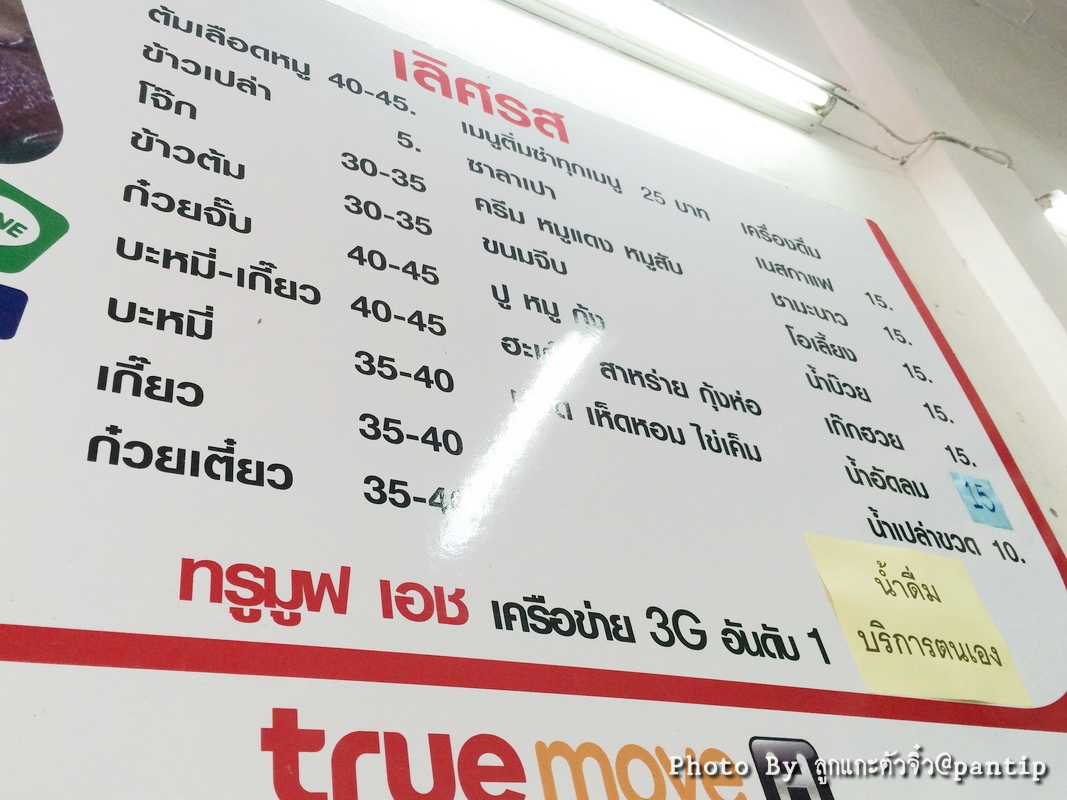 เลิศรส
ต้มเลือดหมู 40-45.
ข้าวเปล่า 5.
โจ๊ก 30-35
ข้าวต้ม 30-35
ก๋วยจั๊บ 40-45
บะหมี่-เกี๊ยว 40-45
บะหมี่ 35-40
เกี๊ยว 35-40
ก๋วยเตี๋ยว
เมนูติ่มซำทุกเมนู 25 บาท
ซาลาเปา
ครีม หมูแดง หมูสับ
ขนมจีบ
ปู หมู กุ้ง
สาหร่าย กุ้งห่อ
เห็ดหอม ไข่เค็ม
เครื่องดื่ม
เนสกาแฟ 15.
ชามะนาว 15.
โอเลี้ยง 15.
น้ำบ๊วย 15.
เก๊กฮวย 15.
น้ำอัดลม 15
น้ำเปล่าขวด 10.
น้ำดื่ม
บริการตนเอง
ทรูมูฟ เอช เครือข่าย 3G อันดับ 1
true move H
Photo By ลูกแกะตัวจิ๋ว@pantip